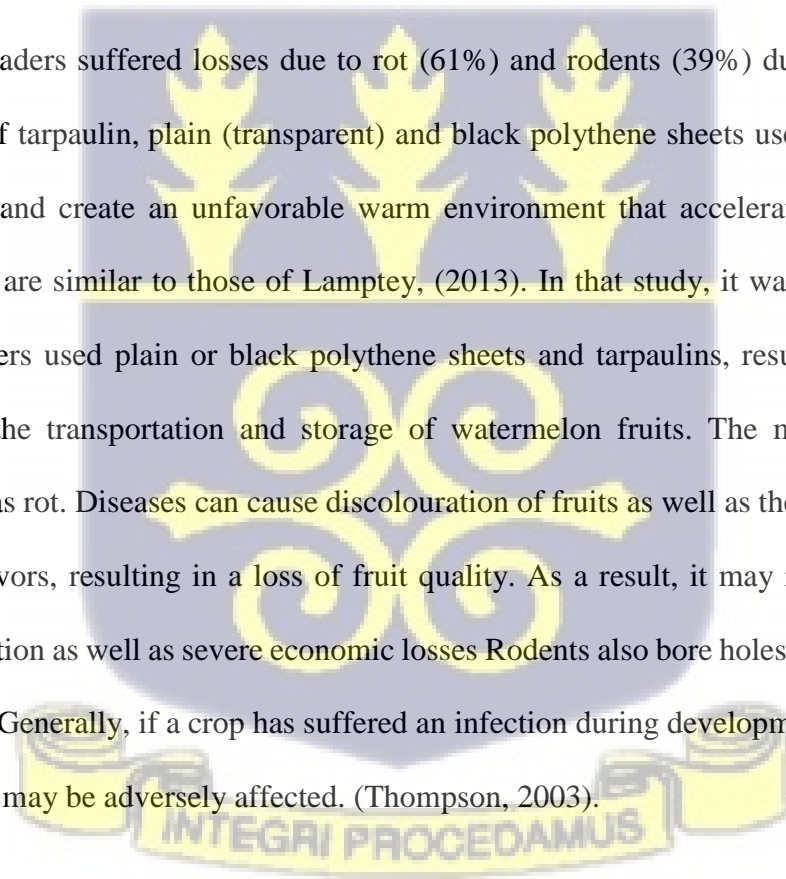 aders suffered losses due to rot (61%) and rodents (39%) du
f tarpaulin, plain (transparent) and black polythene sheets use
and create an unfavorable warm environment that accelerat
are similar to those of Lamptey, (2013). In that study, it wa
ers used plain or black polythene sheets and tarpaulins, resu
the transportation and storage of watermelon fruits. The m
as rot. Diseases can cause discolouration of fruits as well as the
vors, resulting in a loss of fruit quality. As a result, it may
tion as well as severe economic losses Rodents also bore holes
Generally, if a crop has suffered an infection during developm
may be adversely affected. (Thompson, 2003).
INTEGRI PROCEDAMUS